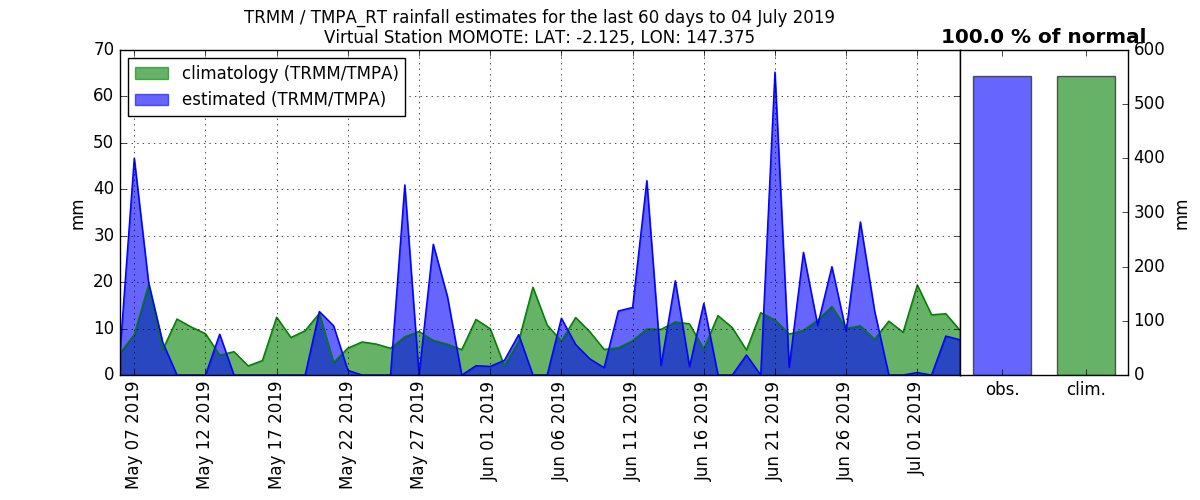 TRMM / TMPA_RT rainfall estimates for the last 60 days to 04 July 2019
Virtual Station MOMOTE: LAT: -2.125, LON: 147.375
100.0 % of normal
climatology (TRMM/TMPA)
estimated (TRMM/TMPA)
70
60
50
40
30
20
10
0
mm
600
500
400
300
200
100
0
mm
obs.
clim.
May 07 2019
May 12 2019
May 17 2019
May 22 2019
May 27 2019
Jun 01 2019
Jun 06 2019
Jun 11 2019
Jun 16 2019
Jun 21 2019
Jun 26 2019
Jul 01 2019